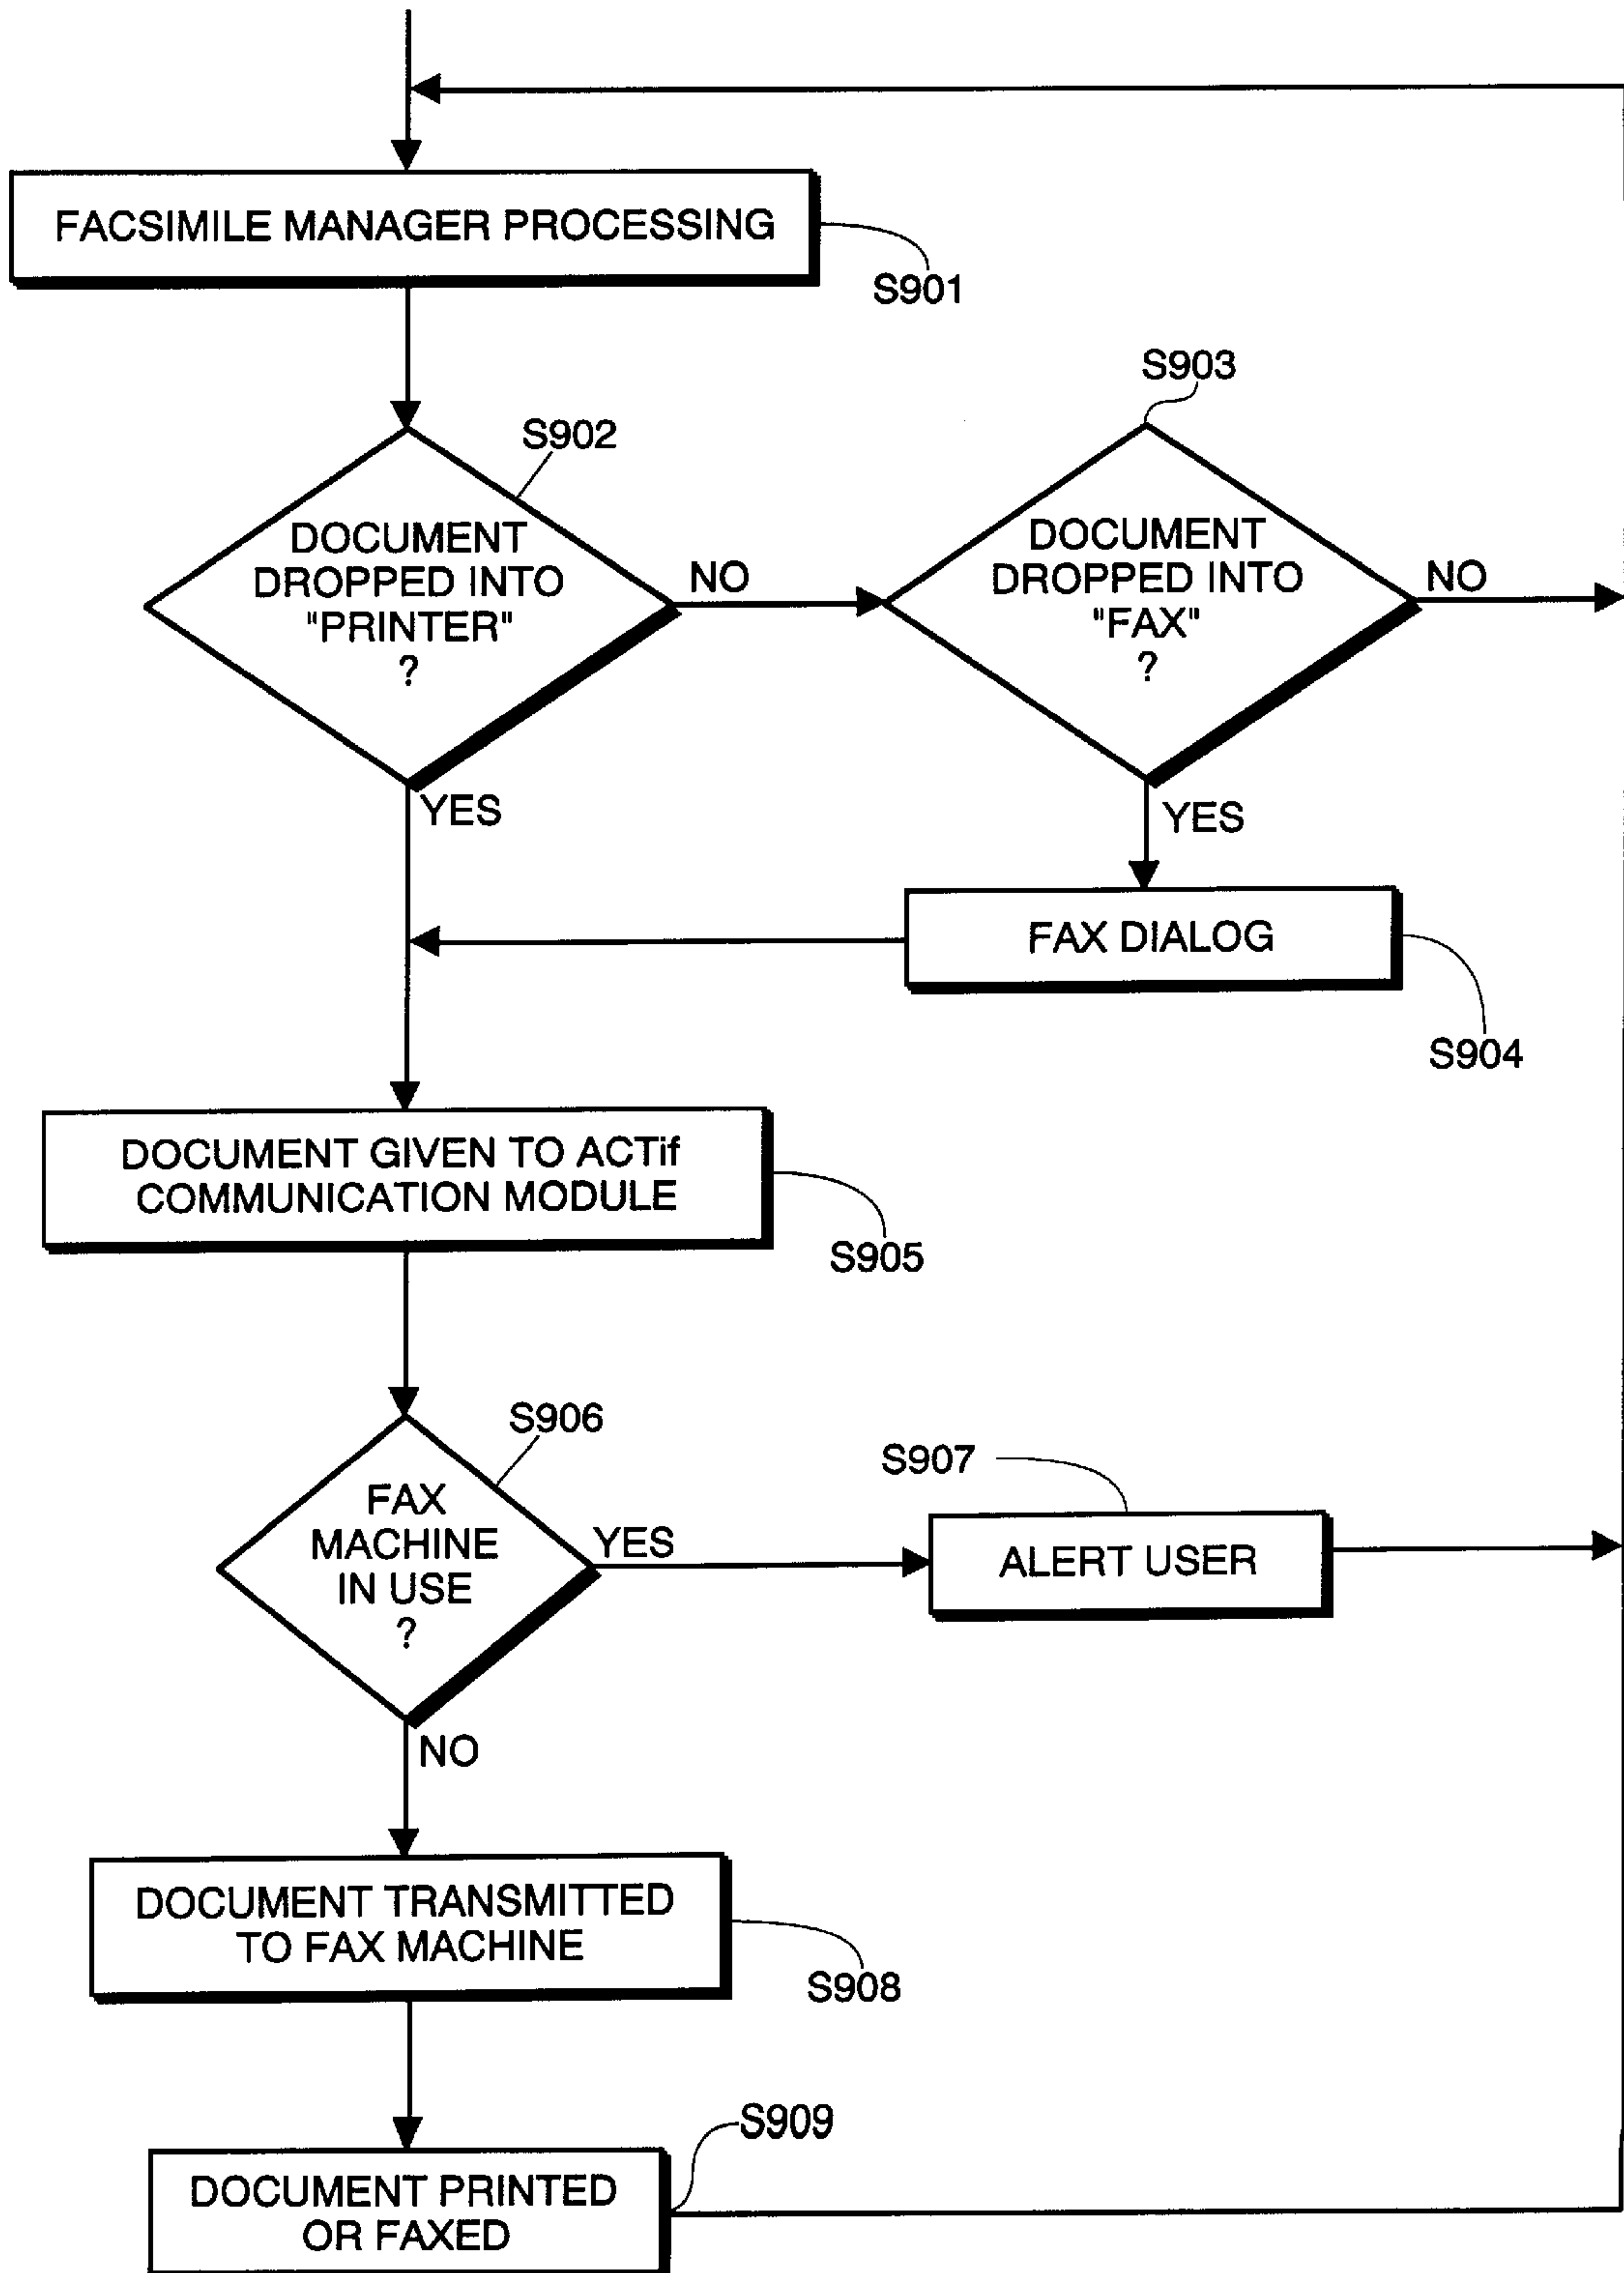 FACSIMILE MANAGER PROCESSING
S901
S902
DOCUMENT
DROPPED INTO
"PRINTER"
?
NO
YES
S903
DOCUMENT
DROPPED INTO
"FAX"
?
NO
YES
FAX DIALOG
S904
DOCUMENT GIVEN TO ACTif
COMMUNICATION MODULE
S905
S906
FAX
MACHINE
IN USE
?
YES
NO
S907
ALERT USER
DOCUMENT TRANSMITTED
TO FAX MACHINE
S908
S909
DOCUMENT PRINTED
OR FAXED